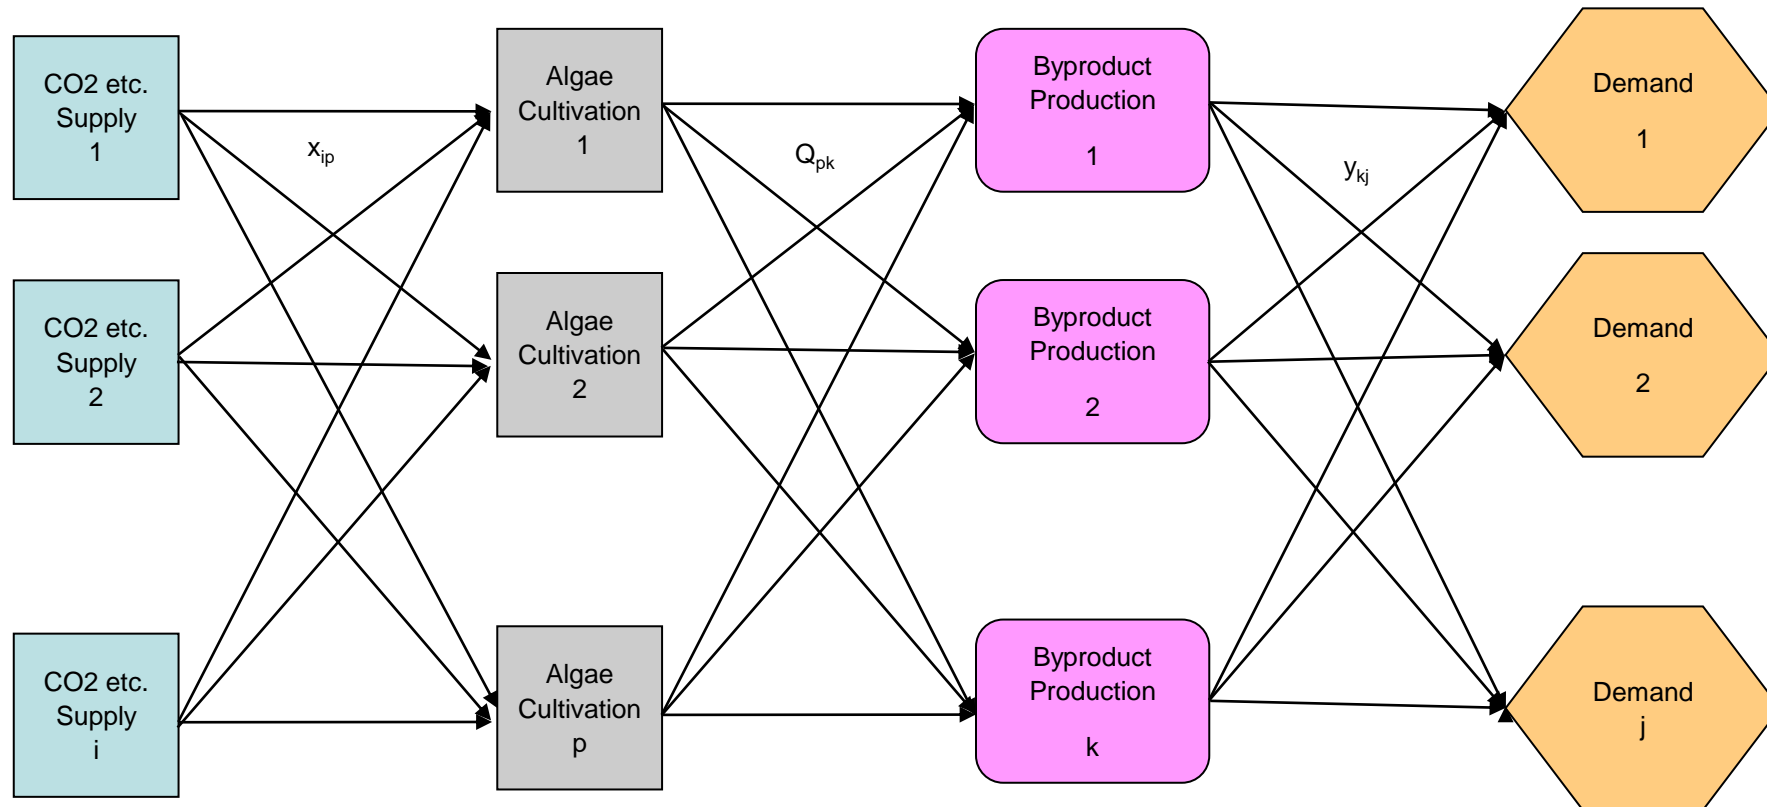 CO2 etc.
Supply
1
x_ip
Algae
Cultivation
1
Q_pk
Byproduct
Production
1
y_kj
Demand
1
CO2 etc.
Supply
2
Algae
Cultivation
2
Byproduct
Production
2
Demand
2
CO2 etc.
Supply
i
Algae
Cultivation
p
Byproduct
Production
k
Demand
j